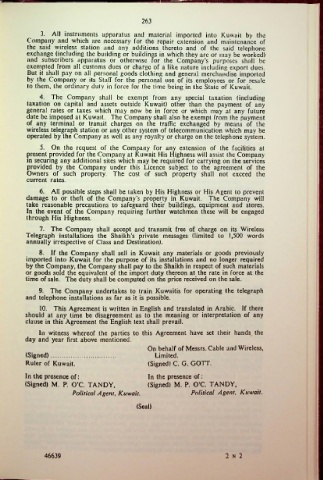 263
3. All instruments apparatus and material imported into Kuwait by the
Company and which are necessary for the repair extension and maintenance of
the said wireless station and any additions thereto and of the said telephone
exchange (including the building or buildings in which they are or may be worked)
and subscribers apparatus or otherwise for the Company's purposes shall be
exempted from all customs dues or charge of a like nature including export dues.
But it shall pay on all personal goods clothing and general merchandise imported
by the Company or its Staff for the personal use of its employees or for resale
to them, the ordinary duty in force for the time being in the State of Kuwait.
4. The Company shall be exempt from any special taxation (including
taxation on capital and assets outside Kuwait) other than the payment of any
general rates or taxes which may now be in force or which may at any future
date be imposed at Kuwait. The Company shall also be exempt from the payment
of any terminal or transit charges on the traffic exchanged by means of the
wireless telegraph station or any other system of telecommunication which may be
operated by the Company as well as any royalty or charge on the telephone system.
5. On the request of the Company for any extension of the facilities at
present provided for the Company at Kuwait His Highness will assist the Company
in securing any additional sites which may be required for carrying on the services
provided by the Company under this Licence subject to the agreement of the
Owners of such property. The cost of such property shall not exceed the
current rates.
6. All possible steps shall be taken by His Highness or His Agent to prevent
damage to or theft of the Company's property in Kuwait. The Company will
take reasonable precautions to safeguard their buildings, equipment and stores.
In the event of the Company requiring further watchmen these will be engaged
through His Highness.
7. The Company shall accept and transmit free of charge on its Wireless
Telegraph installations the Shaikh's private messages (limited to 1,500 words
annually irrespective of Class and Destination).
8. If the Company shall sell in Kuwait any materials or goods previously
imported into Kuwait for the purpose of its installations and no longer required
by the Company, the Company shall pay to the Shaikh in respect of such materials
or goods sold the equivalent of the import duty thereon at the rate in force at the
time of sale. The duty shall be computed on the price received on the sale.
9. The Company undertakes to train Kuwaitis for operating the telegraph
and telephone installations as far as it is possible.
10. This Agreement is written in English and translated in Arabic. If there
should at any time be disagreement as to the meaning or interpretation of any
clause in this Agreement the English text shall prevail.
In witness whereof the parties to this Agreement have set their hands the
day and year first above mentioned.
On behalf of Messrs. Cable and Wireless,
(Signed) .......................... Limited.
Ruler of Kuwait. (Signed) C. G. GOTT.
In the presence of: In the presence of:
(Signed) M. P. O'C. TANDY, (Signed) M. P. O'C. TANDY,
Political Agent, Kuwait. Political Agent, Kuwait.
(Seal)
46639 2 N 2